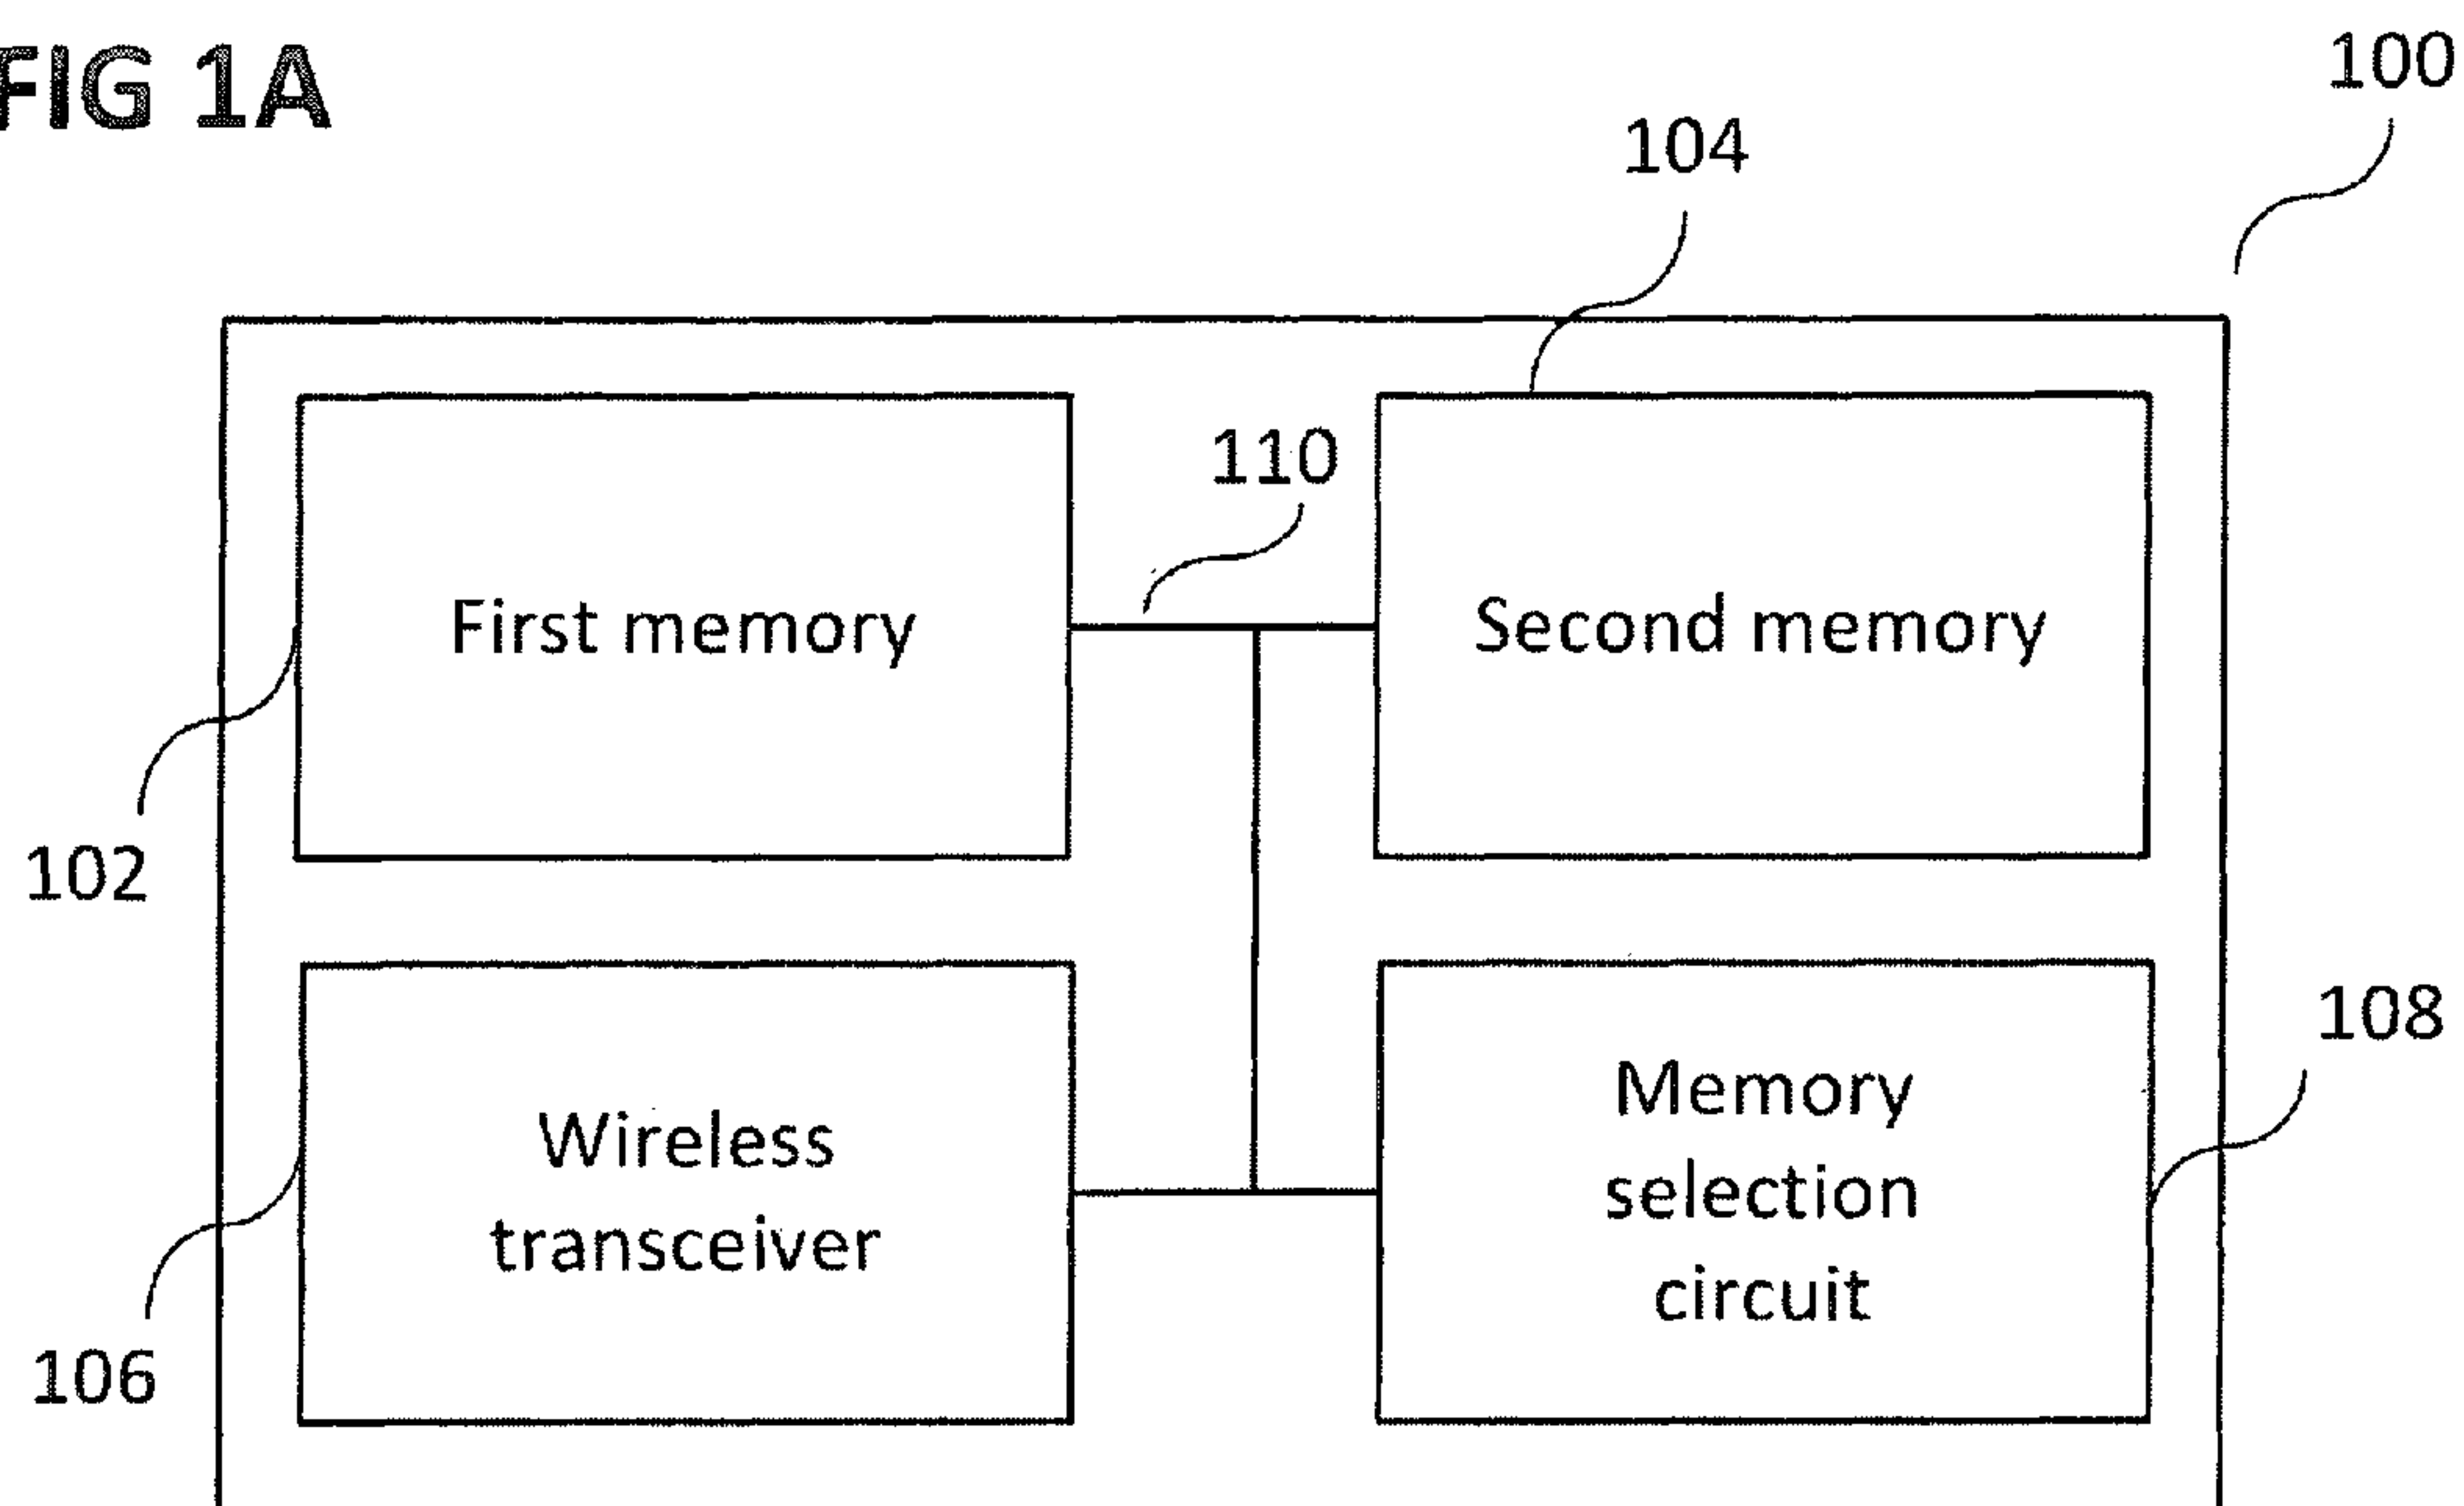 FIG 1A
100
104
110
First memory
Second memory
102
108
Wireless
transceiver
Memory
selection
circuit
106